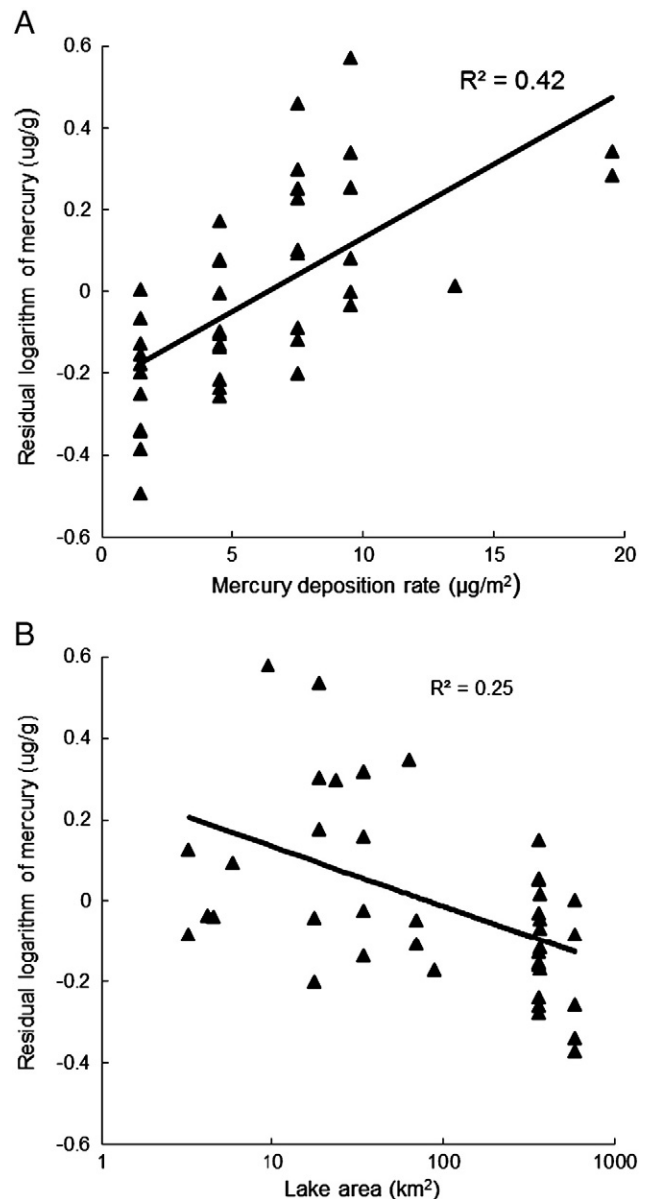 A
0.6
R² = 0.42
0.4
0.2
0
-0.2
-0.4
-0.6
0 5 10 15 20
Residual logarithm of mercury (ug/g)
Mercury deposition rate (µg/m²)
B
0.6
R² = 0.25
0.4
0.2
0
-0.2
-0.4
-0.6
1 10 100 1000
Residual logarithm of mercury (ug/g)
Lake area (km²)